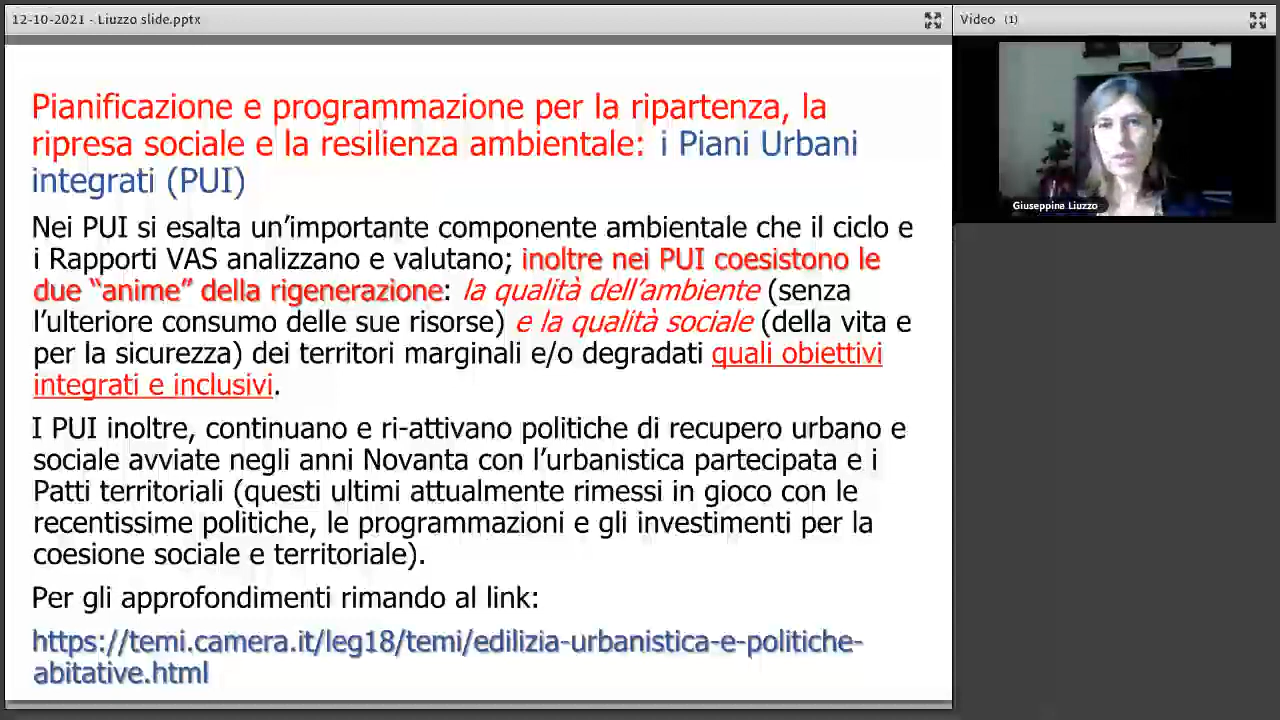 12-10-2021 - Liuzzo slide.pptx
Video (1)
Pianificazione e programmazione per la ripartenza, la
ripresa sociale e la resilienza ambientale: i Piani Urbani
integrati (PUI)
Nei PUI si esalta un’importante componente ambientale che il ciclo e
i Rapporti VAS analizzano e valutano; inoltre nei PUI coesistono le
due “anime” della rigenerazione: la qualità dell’ambiente (senza
l’ulteriore consumo delle sue risorse) e la qualità sociale (della vita e
per la sicurezza) dei territori marginali e/o degradati quali obiettivi
integrati e inclusivi.
I PUI inoltre, continuano e ri-attivano politiche di recupero urbano e
sociale avviate negli anni Novanta con l’urbanistica partecipata e i
Patti territoriali (questi ultimi attualmente rimessi in gioco con le
recentissime politiche, le programmazioni e gli investimenti per la
coesione sociale e territoriale).
Per gli approfondimenti rimando al link:
https://temi.camera.it/leg18/temi/edilizia-urbanistica-e-politiche-
abitative.html
Giuseppina Liuzzo